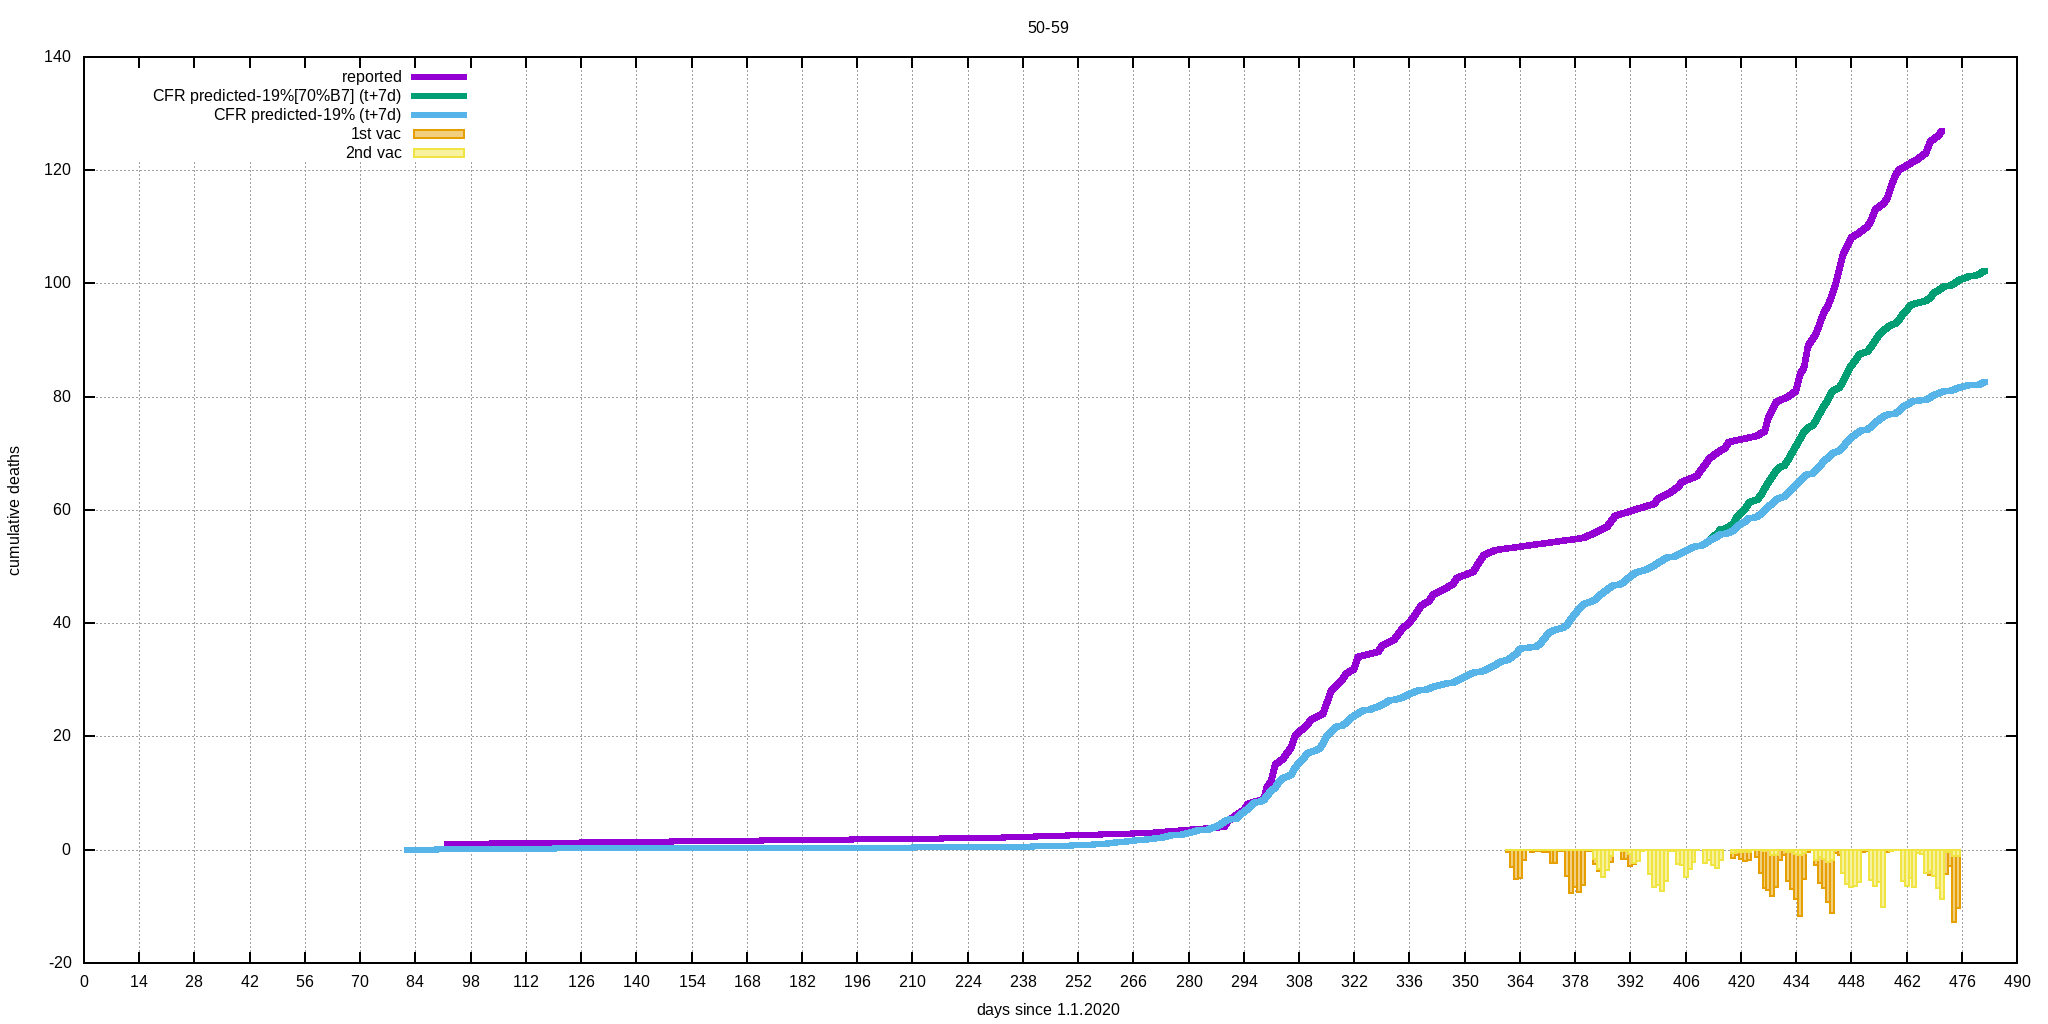 50-59
140
120
100
80
60
40
20
0
-20
reported
CFR predicted-19%[70%B7] (t+7d)
CFR predicted-19% (t+7d)
1st vac
2nd vac
cumulative deaths
0 14 28 42 56 70 84 98 112 126 140 154 168 182 196 210 224 238 252 266 280 294 308 322 336 350 364 378 392 406 420 434 448 462 476 490
days since 1.1.2020